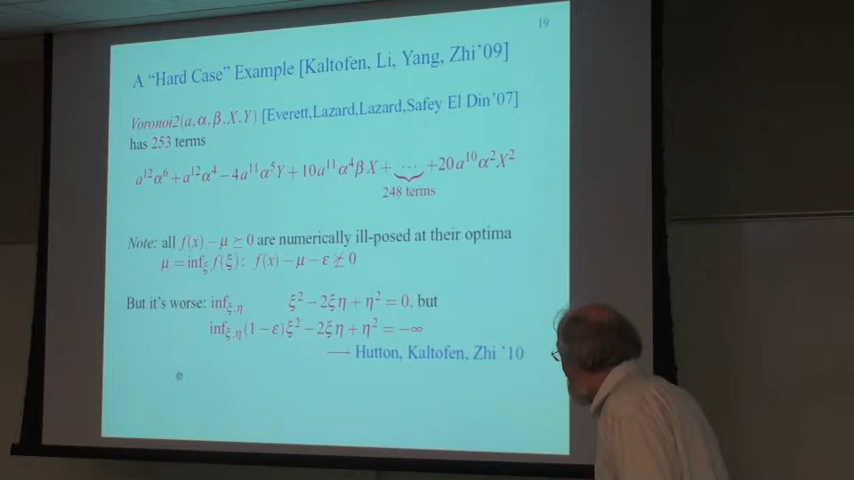 19
A “Hard Case” Example [Kaltofen, Li, Yang, Zhi’09]
Voronoi2(a, α, β, X, Y) [Everett,Lazard,Lazard,Safey El Din’07]
has 253 terms
a¹²α⁶ + a¹²α⁴ − 4a¹¹α⁵Y + 10a¹¹α⁴βX + ⋯ + 20a¹⁰α²X²
248 terms
Note: all f(x) − μ ⪰ 0 are numerically ill-posed at their optima
μ = inf_ξ f(ξ): f(x) − μ − ε ⋡ 0
But it’s worse: inf_ξ,η ξ² − 2ξη + η² = 0, but
inf_ξ,η (1 − ε)ξ² − 2ξη + η² = −∞
⟶ Hutton, Kaltofen, Zhi ’10